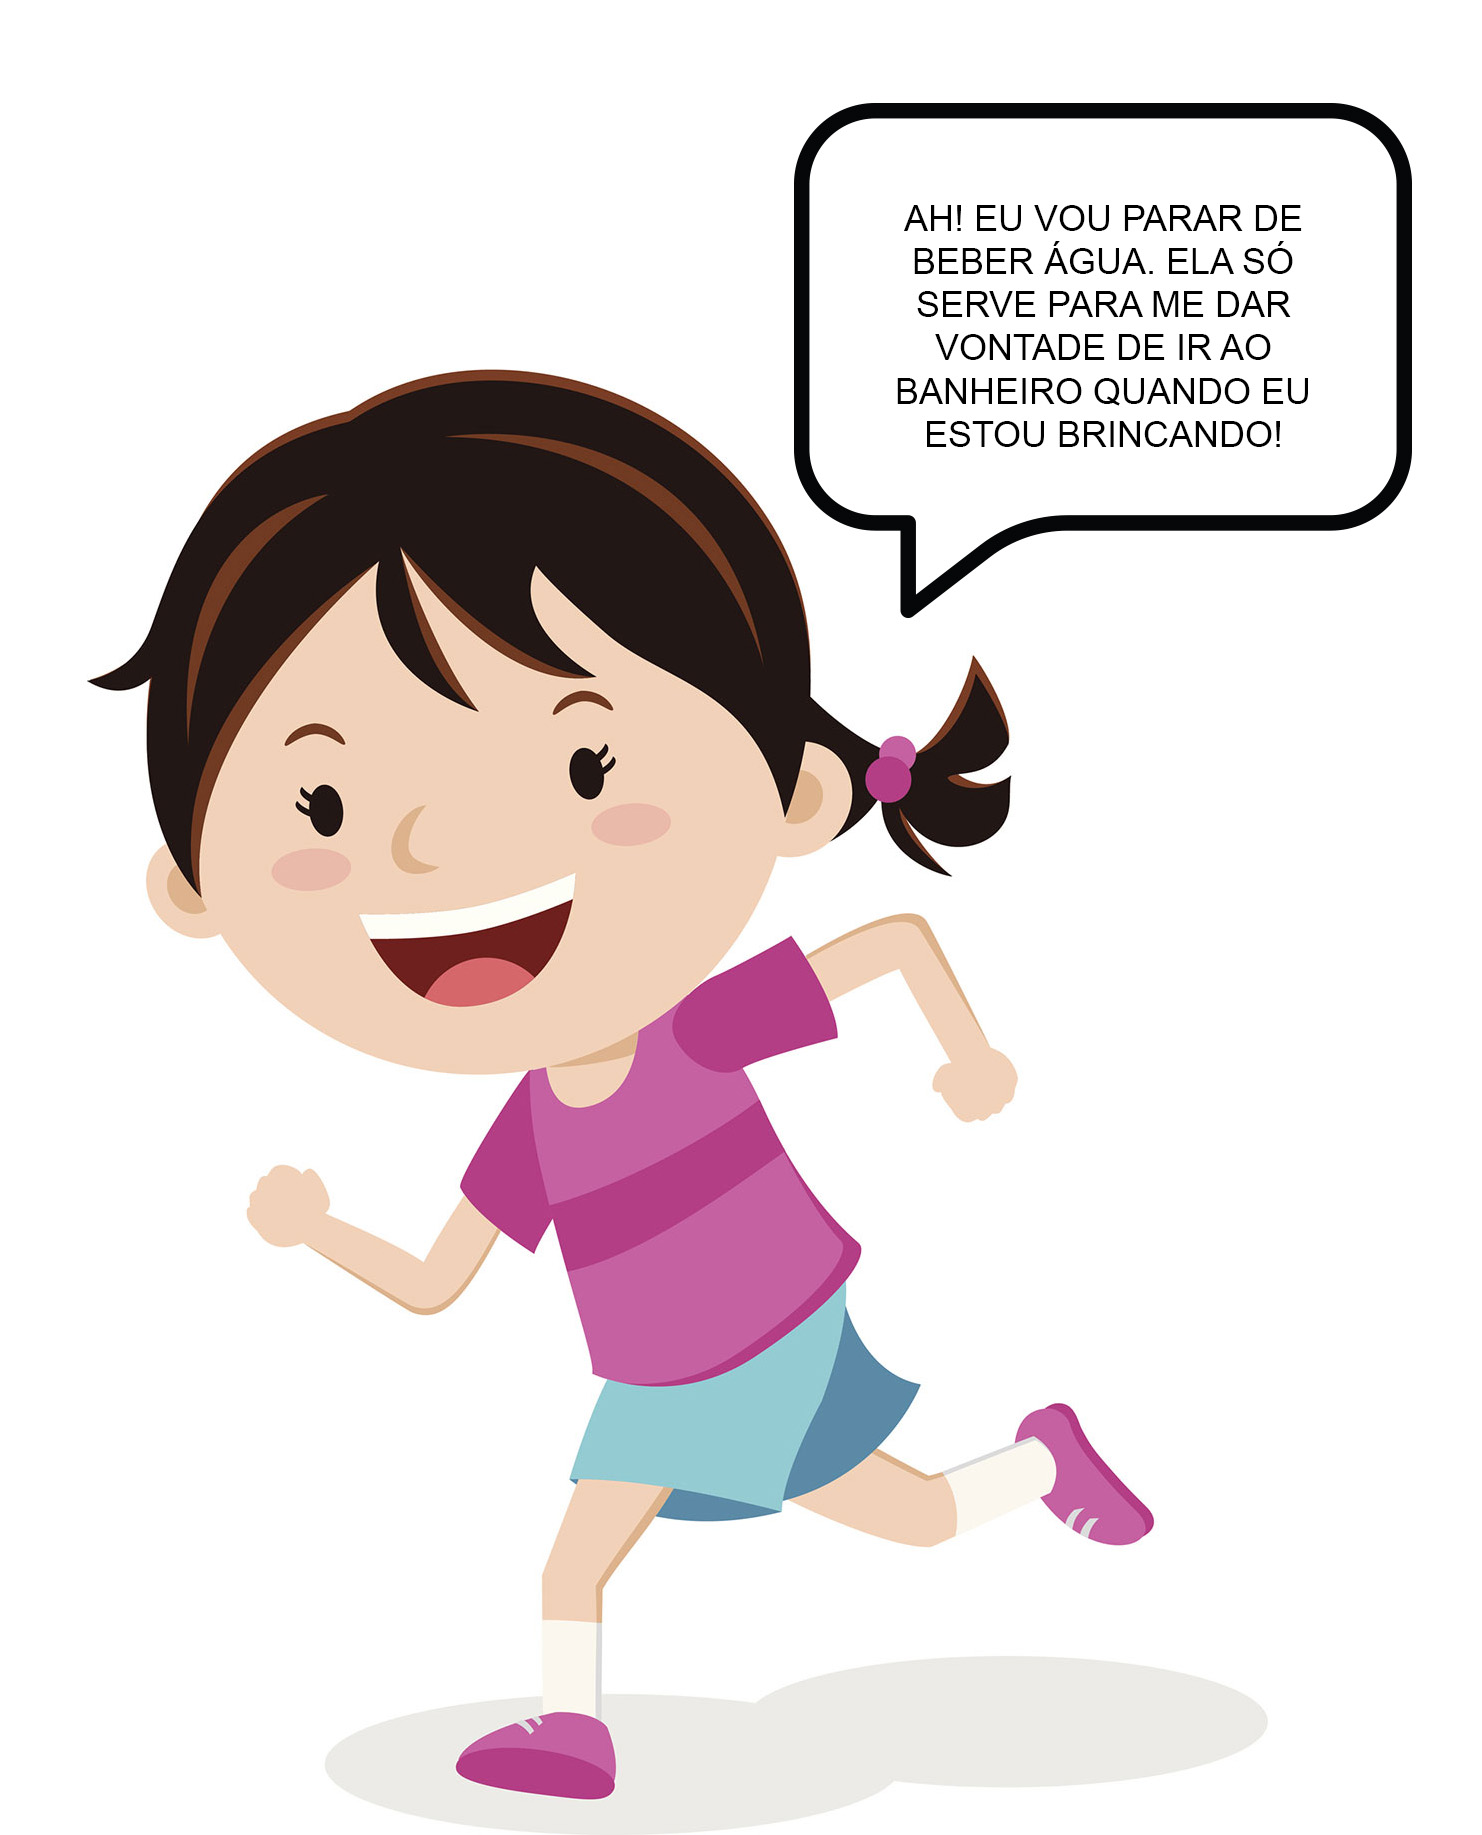 AH! EU VOU PARAR DE
BEBER ÁGUA. ELA SÓ
SERVE PARA ME DAR
VONTADE DE IR AO
BANHEIRO QUANDO EU
ESTOU BRINCANDO!